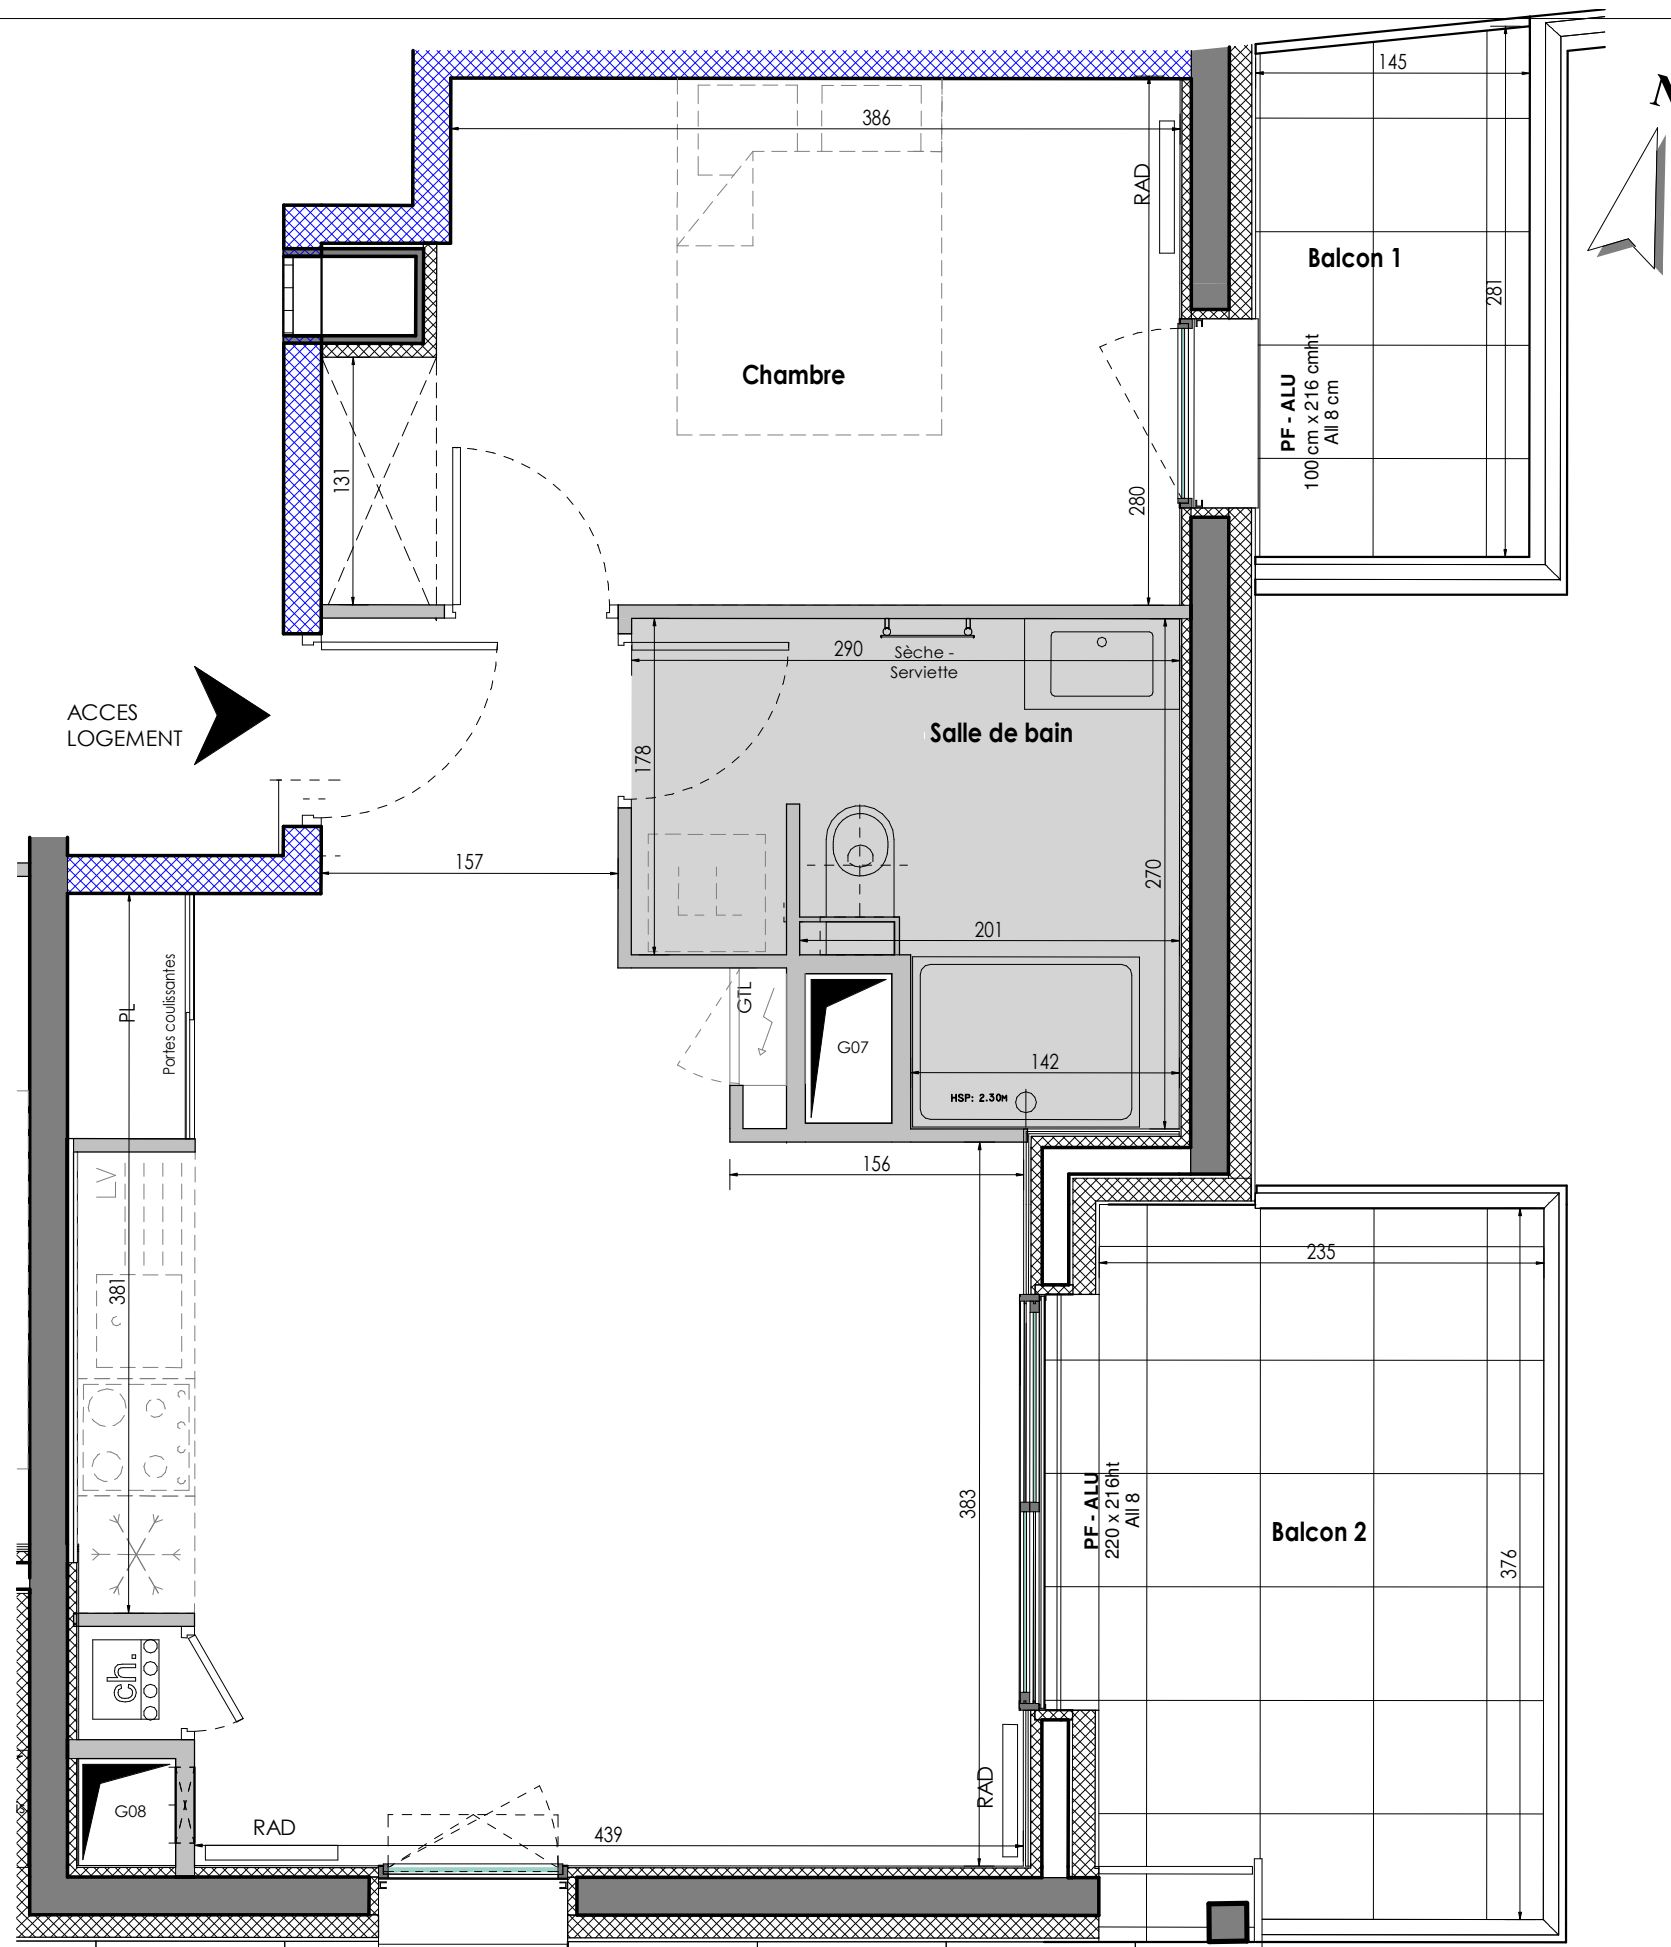 145
N
386
RAD
Balcon 1
281
PF - ALU
100 cm x 216 cmht
All 8 cm
Chambre
131
280
290
Sèche -
Serviette
ACCES
LOGEMENT
Salle de bain
178
157
270
201
PL
Portes coulissantes
GTL
G07
142
HSP: 2.30M
156
LV
235
381
383
PF - ALU
220 x 216ht
All 8
Balcon 2
376
ch.
G08
RAD
RAD
439